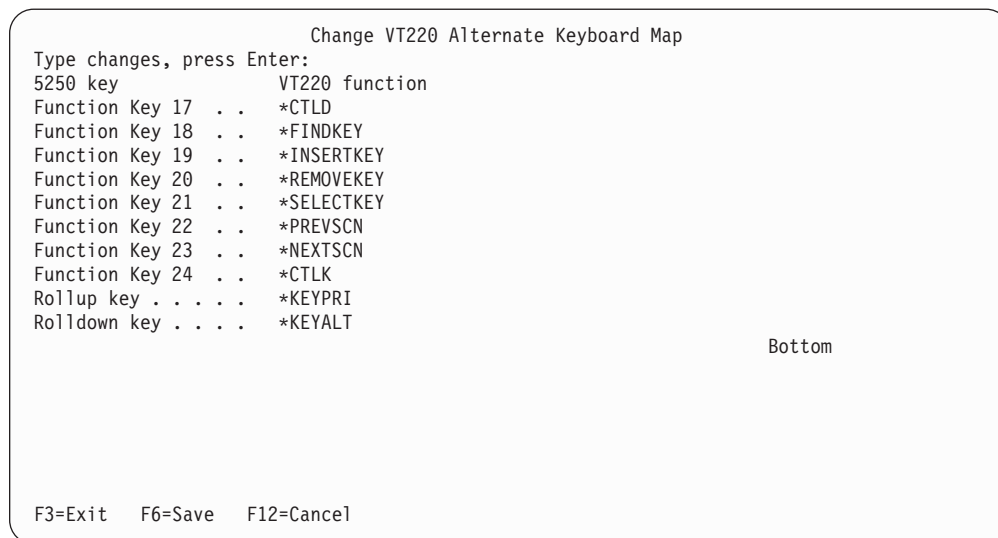 Change VT220 Alternate Keyboard Map
Type changes, press Enter:
5250 key VT220 function
Function Key 17 . . *CTLD
Function Key 18 . . *FINDKEY
Function Key 19 . . *INSERTKEY
Function Key 20 . . *REMOVEKEY
Function Key 21 . . *SELECTKEY
Function Key 22 . . *PREVSCN
Function Key 23 . . *NEXTSCN
Function Key 24 . . *CTLK
Rollup key . . . . . *KEYPRI
Rolldown key . . . . *KEYALT
Bottom
F3=Exit F6=Save F12=Cancel